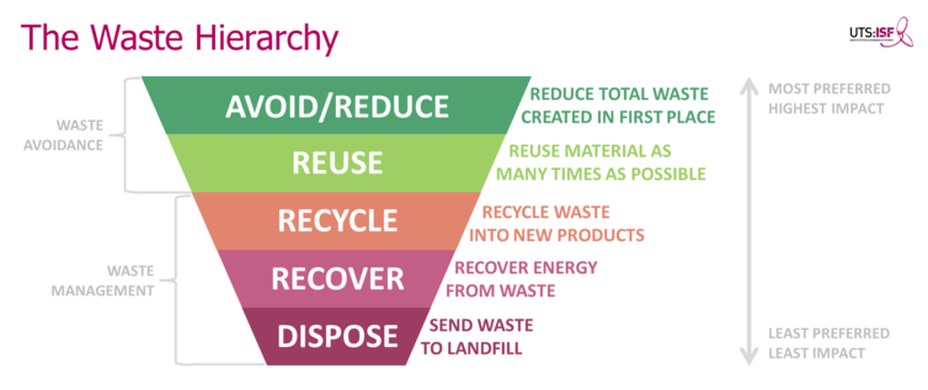 The Waste Hierarchy
UTS:ISF
WASTE
AVOIDANCE
AVOID/REDUCE
REDUCE TOTAL WASTE
CREATED IN FIRST PLACE
MOST PREFERRED
HIGHEST IMPACT
REUSE
REUSE MATERIAL AS
MANY TIMES AS POSSIBLE
WASTE
MANAGEMENT
RECYCLE
RECYCLE WASTE
INTO NEW PRODUCTS
RECOVER
RECOVER ENERGY
FROM WASTE
DISPOSE
SEND WASTE
TO LANDFILL
LEAST PREFERRED
LEAST IMPACT